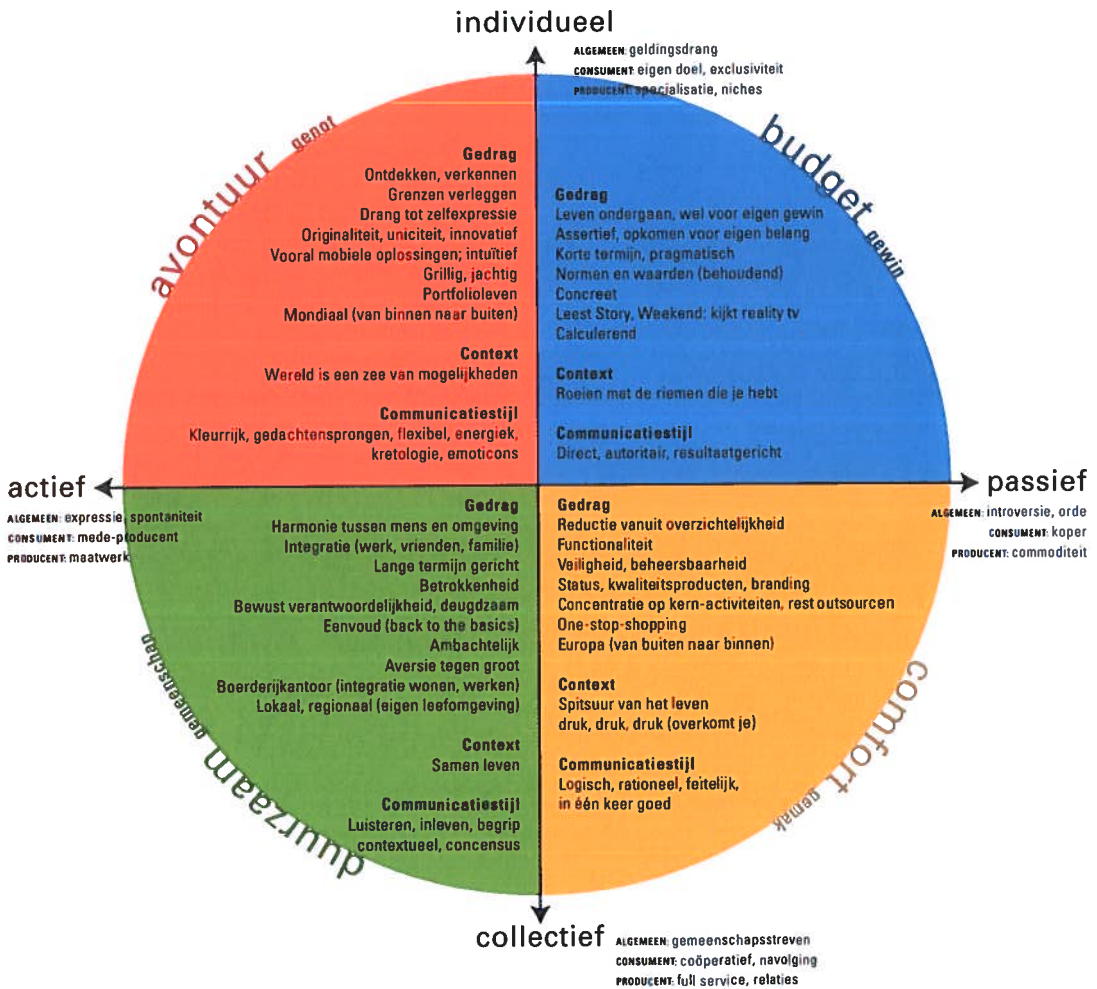 individueel
ALGEMEEN: geldingsdrang
CONSUMENT: eigen doel, exclusiviteit
PRODUCENT: specialisatie, niches
avontuur genot
Gedrag
Ontdekken, verkennen
Grenzen verleggen
Drang tot zelfexpressie
Originaliteit, uniciteit, innovatief
Vooral mobiele oplossingen; intuïtief
Grillig, jachtig
Portfolioleven
Mondiaal (van binnen naar buiten)
Context
Wereld is een zee van mogelijkheden
Communicatiestijl
Kleurrijk, gedachtensprongen, flexibel, energiek,
kretologie, emoticons
budget gewin
Gedrag
Leven ondergaan, wel voor eigen gewin
Assertief, opkomen voor eigen belang
Korte termijn, pragmatisch
Normen en waarden (behoudend)
Concreet
Leest Story, Weekend: kijkt reality tv
Calculerend
Context
Roeien met de riemen die je hebt
Communicatiestijl
Direct, autoritair, resultaatgericht
actief
ALGEMEEN: expressie, spontaniteit
CONSUMENT: mede-producent
PRODUCENT: maatwerk
passief
ALGEMEEN: introversie, orde
CONSUMENT: koper
PRODUCENT: commoditeit
Gedrag
Harmonie tussen mens en omgeving
Integratie (werk, vrienden, familie)
Lange termijn gericht
Betrokkenheid
Bewust verantwoordelijkheid, deugdzaam
Eenvoud (back to the basics)
Ambachtelijk
Aversie tegen groot
Boerderijkantoor (integratie wonen, werken)
Lokaal, regionaal (eigen leefomgeving)
Context
Samen leven
Communicatiestijl
Luisteren, inleven, begrip
contextueel, concensus
duurzaam gemeenschap
Gedrag
Reductie vanuit overzichtelijkheid
Functionaliteit
Veiligheid, beheersbaarheid
Status, kwaliteitsproducten, branding
Concentratie op kern-activiteiten, rest outsourcen
One-stop-shopping
Europa (van buiten naar binnen)
Context
Spitsuur van het leven
druk, druk, druk (overkomt je)
Communicatiestijl
Logisch, rationeel, feitelijk,
in één keer goed
comfort gemak
collectief
ALGEMEEN: gemeenschapsstreven
CONSUMENT: coöperatief, navolging
PRODUCENT: full service, relaties